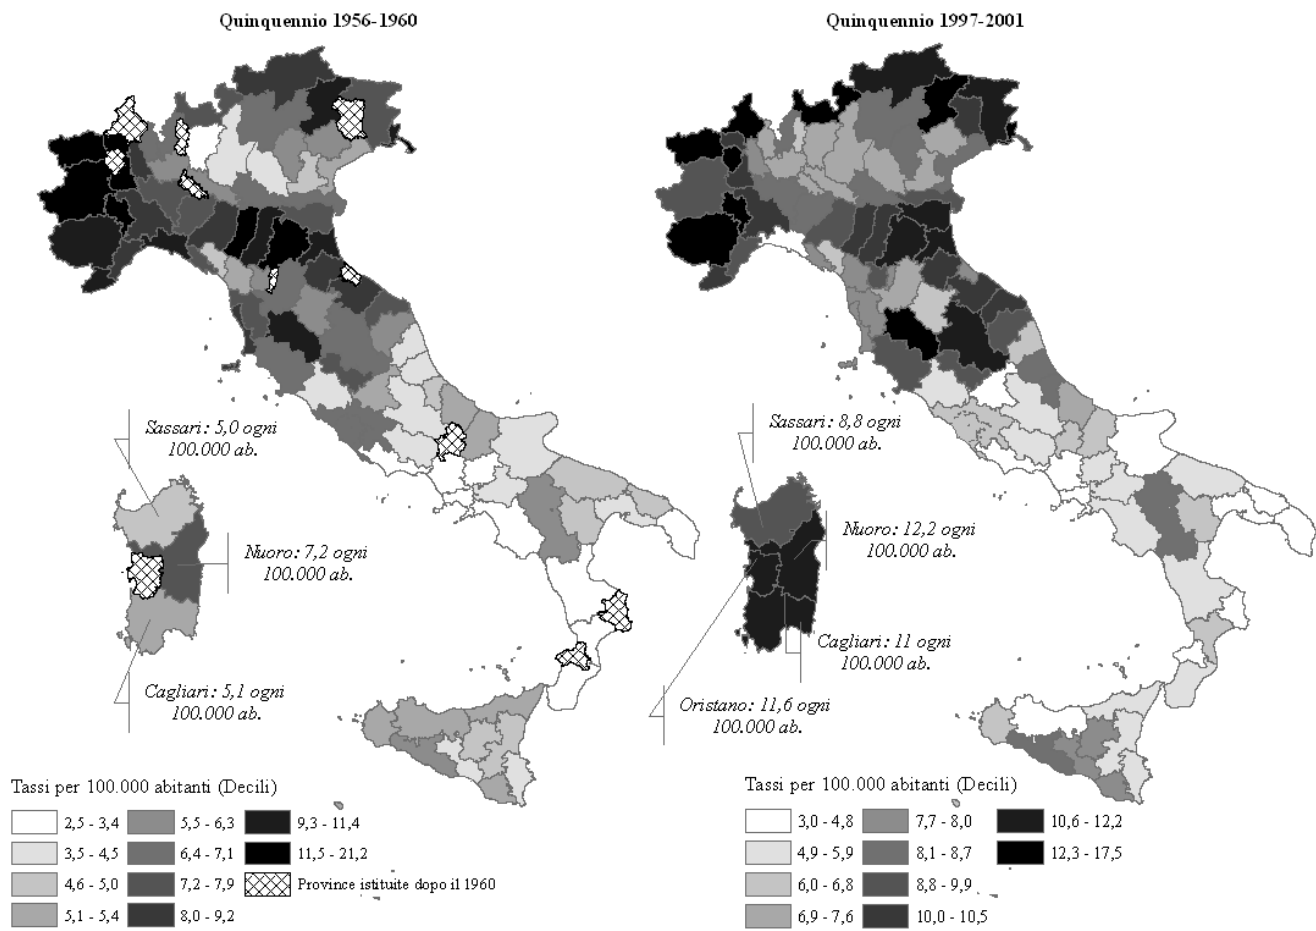 Quinquennio 1956-1960
Quinquennio 1997-2001
Sassari: 5,0 ogni
100.000 ab.
Nuoro: 7,2 ogni
100.000 ab.
Cagliari: 5,1 ogni
100.000 ab.
Sassari: 8,8 ogni
100.000 ab.
Nuoro: 12,2 ogni
100.000 ab.
Cagliari: 11 ogni
100.000 ab.
Oristano: 11,6 ogni
100.000 ab.
Tassi per 100.000 abitanti (Decili)
2,5 - 3,4
3,5 - 4,5
4,6 - 5,0
5,1 - 5,4
5,5 - 6,3
6,4 - 7,1
7,2 - 7,9
8,0 - 9,2
9,3 - 11,4
11,5 - 21,2
Province istituite dopo il 1960
Tassi per 100.000 abitanti (Decili)
3,0 - 4,8
4,9 - 5,9
6,0 - 6,8
6,9 - 7,6
7,7 - 8,0
8,1 - 8,7
8,8 - 9,9
10,0 - 10,5
10,6 - 12,2
12,3 - 17,5